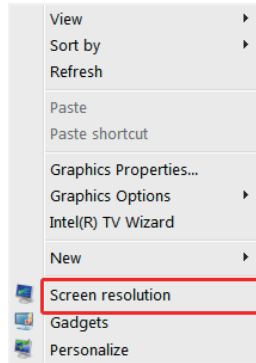 View
Sort by
Refresh
Paste
Paste shortcut
Graphics Properties...
Graphics Options
Intel(R) TV Wizard
New
Screen resolution
Gadgets
Personalize